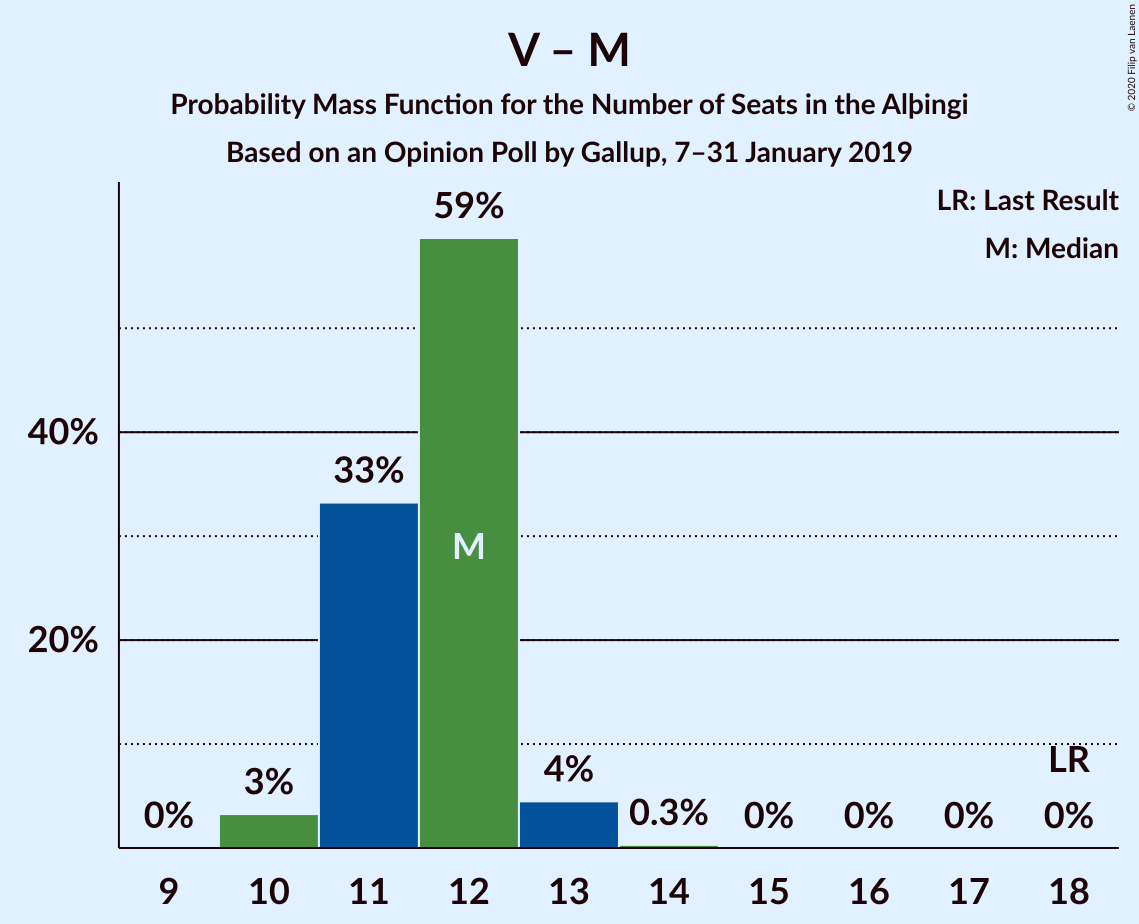 V – M
Probability Mass Function for the Number of Seats in the Alþingi
Based on an Opinion Poll by Gallup, 7–31 January 2019
© 2020 Filip van Laenen
LR: Last Result
M: Median
59%
40%
33%
M
20%
LR
4%
3%
0%
0.3%
0%
0%
0%
0%
9 10 11 12 13 14 15 16 17 18